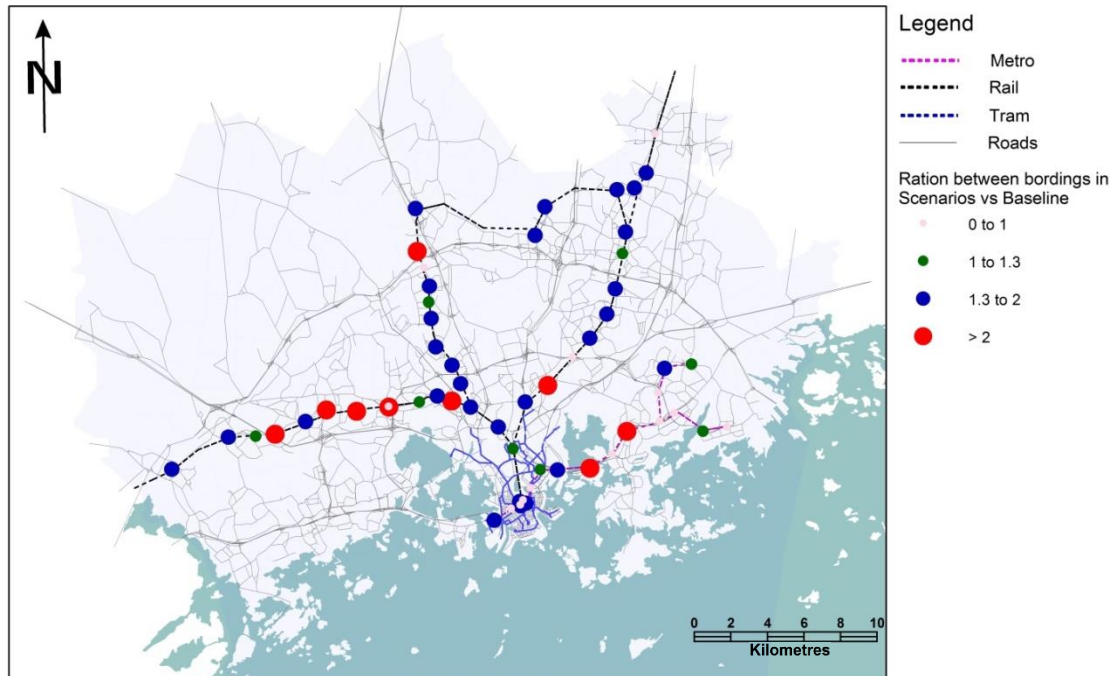 N
Legend
Metro
Rail
Tram
Roads
Ration between bordings in
Scenarios vs Baseline
0 to 1
1 to 1.3
1.3 to 2
> 2
0 2 4 6 8 10
Kilometres